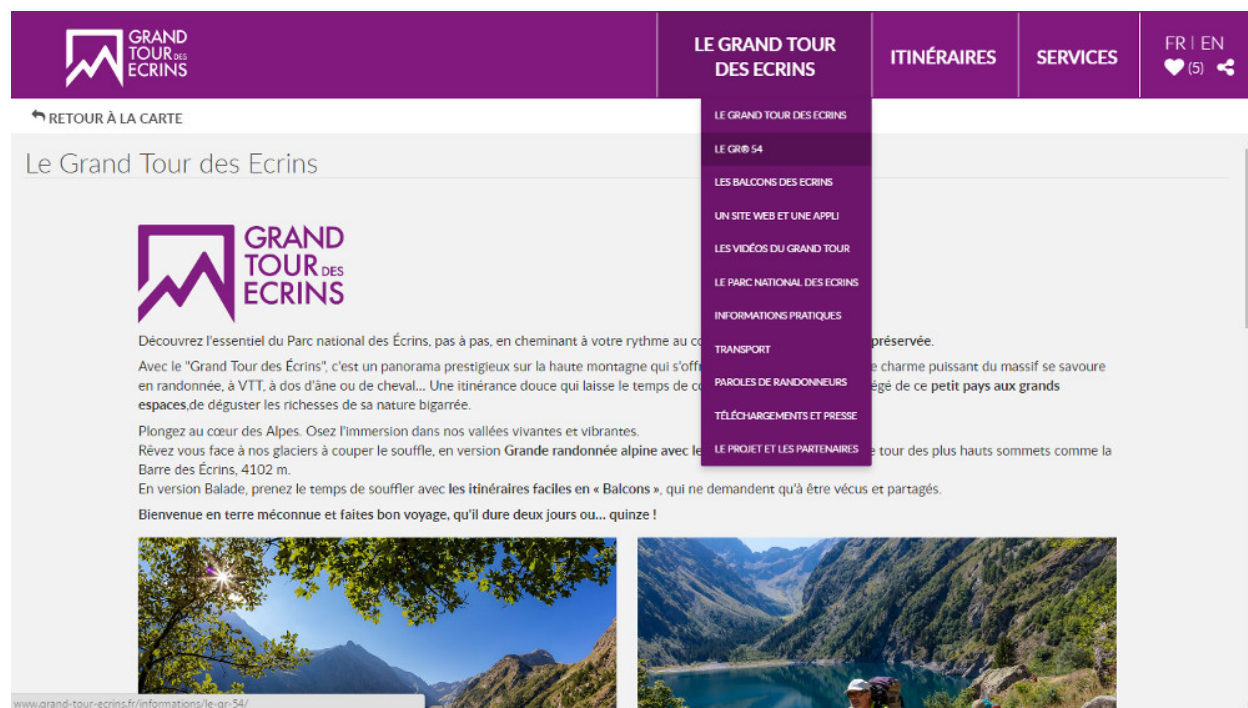 GRAND
TOUR DES
ECRINS
LE GRAND TOUR
DES ECRINS
ITINÉRAIRES
SERVICES
FR | EN
(5)
RETOUR À LA CARTE
LE GRAND TOUR DES ECRINS
LE GR® 54
LES BALCONS DES ECRINS
UN SITE WEB ET UNE APPLI
LES VIDÉOS DU GRAND TOUR
LE PARC NATIONAL DES ECRINS
INFORMATIONS PRATIQUES
TRANSPORT
PAROLES DE RANDONNEURS
TÉLÉCHARGEMENTS ET PRESSE
LE PROJET ET LES PARTENAIRES
Le Grand Tour des Ecrins
GRAND
TOUR DES
ECRINS
Découvrez l'essentiel du Parc national des Écrins, pas à pas, en cheminant à votre rythme au préservée.
Avec le "Grand Tour des Écrins", c'est un panorama prestigieux sur la haute montagne qui charme puissant du massif se savoure
en randonnée, à VTT, à dos d'âne ou de cheval... Une itinérance douce qui laisse le temps de de ce petit pays aux grands
espaces,de déguster les richesses de sa nature bigarrée.
Plongez au cœur des Alpes. Osez l'immersion dans nos vallées vivantes et vibrantes.
Rêvez vous face à nos glaciers à couper le souffle, en version Grande randonnée alpine avec tour des plus hauts sommets comme la
Barre des Écrins, 4102 m.
En version Balade, prenez le temps de souffler avec les itinéraires faciles en « Balcons », qui ne demandent qu'à être vécus et partagés.
Bienvenue en terre méconnue et faites bon voyage, qu'il dure deux jours ou... quinze !
www.grand-tour-ecrins.fr/informations/le-gr-54/